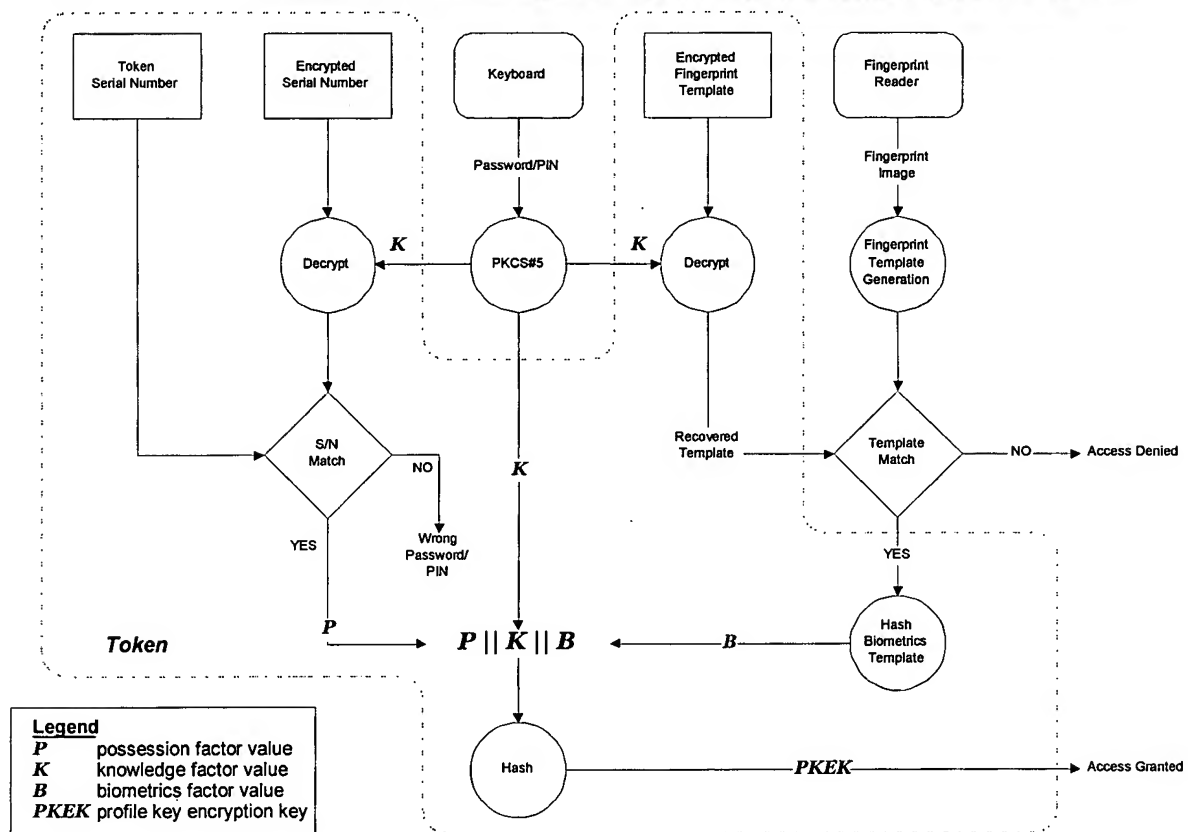 Token
Serial Number
Encrypted
Serial Number
Keyboard
Encrypted
Fingerprint
Template
Fingerprint
Reader
Password/PIN
Fingerprint
Image
Decrypt
K
PKCS#5
K
Decrypt
Fingerprint
Template
Generation
S/N
Match
NO
K
Recovered
Template
Template
Match
NO
Access Denied
YES
Wrong
Password/
PIN
YES
Token
P
P || K || B
B
Hash
Biometrics
Template
Hash
PKEK
Access Granted
Legend
P possession factor value
K knowledge factor value
B biometrics factor value
PKEK profile key encryption key